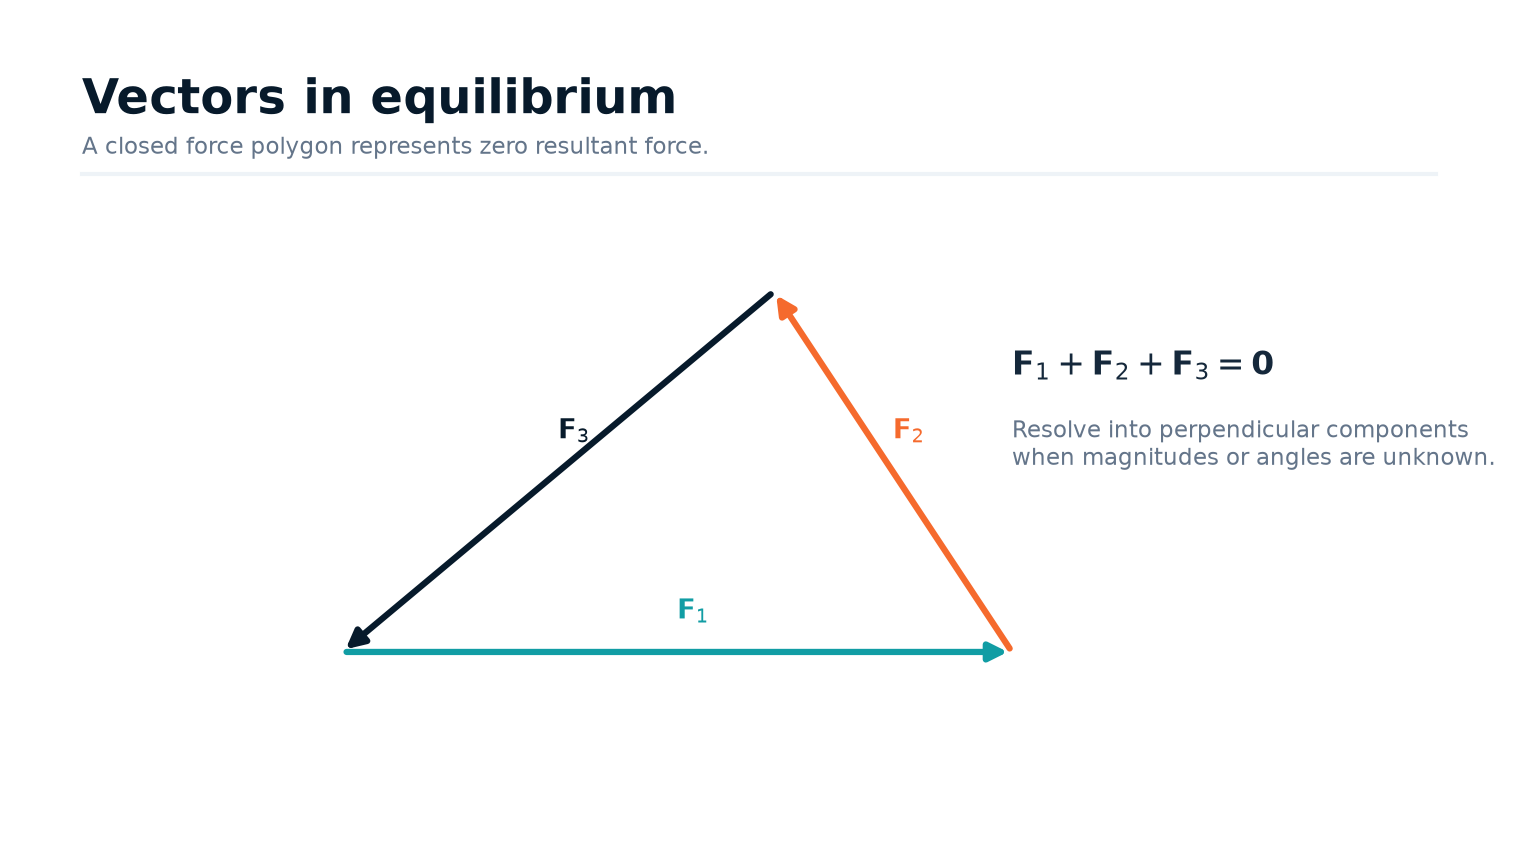 Vectors in equilibrium
A closed force polygon represents zero resultant force.
F₁ + F₂ + F₃ = 0
F₃
F₂
Resolve into perpendicular components
when magnitudes or angles are unknown.
F₁